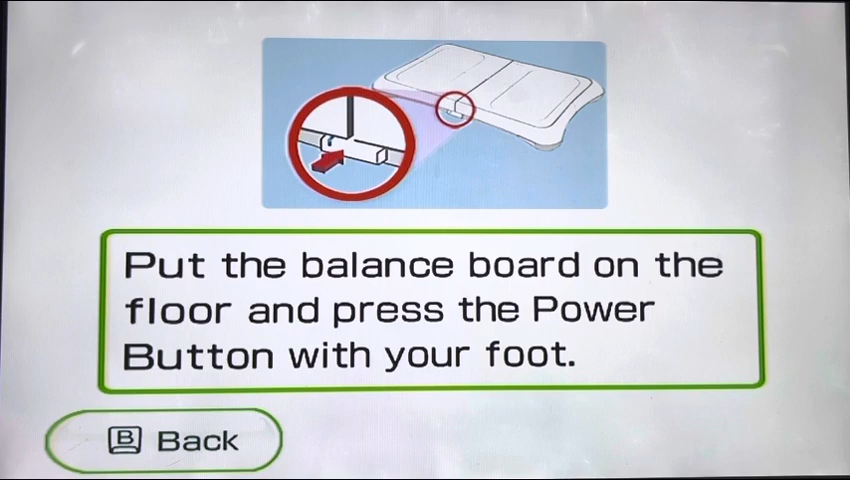 Put the balance board on the
floor and press the Power
Button with your foot.
B Back